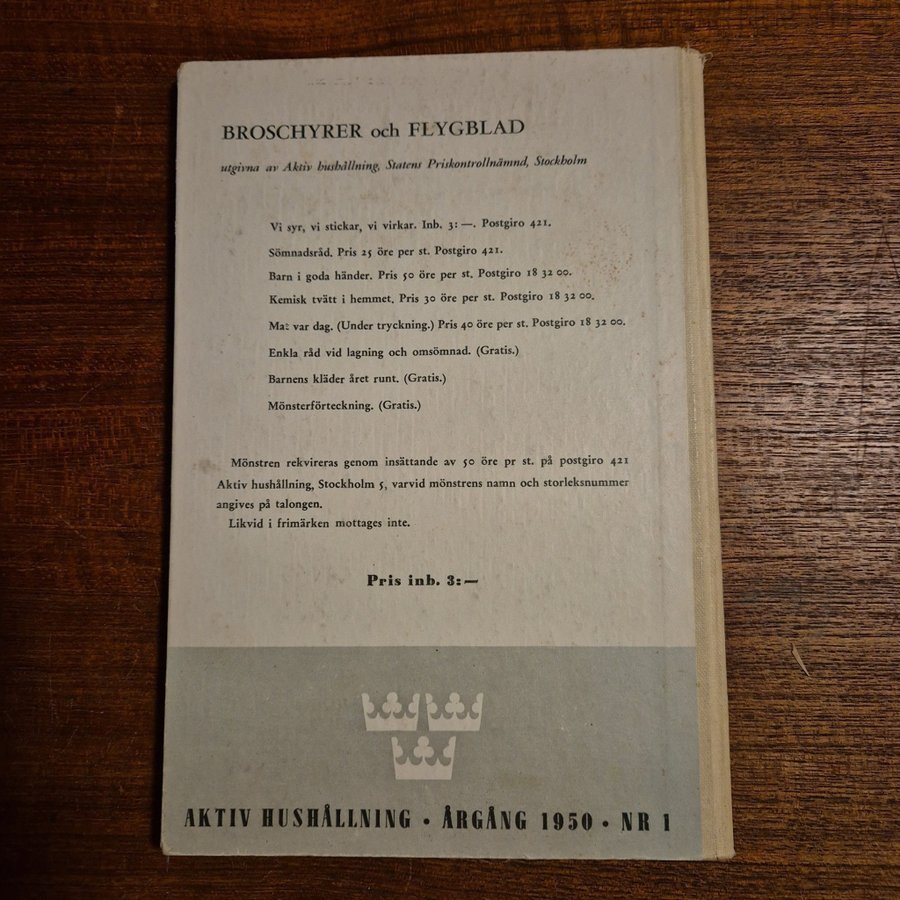 BROSCHYRER och FLYGBLAD
utgivna av Aktiv hushållning, Statens Priskontrollnämnd, Stockholm
Vi syr, vi stickar, vi virkar. Inb. 3: —. Postgiro 421.
Sömnadsråd. Pris 25 öre per st. Postgiro 421.
Barn i goda händer. Pris 50 öre per st. Postgiro 18 32 00.
Kemisk tvätt i hemmet. Pris 30 öre per st. Postgiro 18 32 00.
Mat var dag. (Under tryckning.) Pris 40 öre per st. Postgiro 18 32 00.
Enkla råd vid lagning och omsömnad. (Gratis.)
Barnens kläder året runt. (Gratis.)
Mönsterförteckning. (Gratis.)
Mönstren rekvireras genom insättande av 50 öre pr st. på postgiro 421
Aktiv hushållning, Stockholm 5, varvid mönstrens namn och storleksnummer
angives på talongen.
Likvid i frimärken mottages inte.
Pris inb. 3:—
AKTIV HUSHÅLLNING • ÅRGÅNG 1950 • NR 1